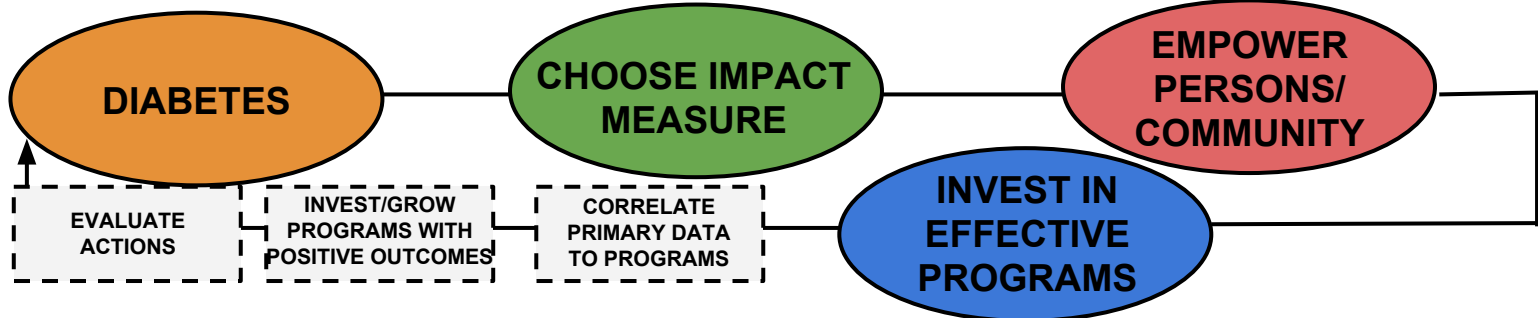 DIABETES
CHOOSE IMPACT
MEASURE
EMPOWER
PERSONS/
COMMUNITY
INVEST IN
EFFECTIVE
PROGRAMS
CORRELATE
PRIMARY DATA
TO PROGRAMS
INVEST/GROW
PROGRAMS WITH
POSITIVE OUTCOMES
EVALUATE
ACTIONS